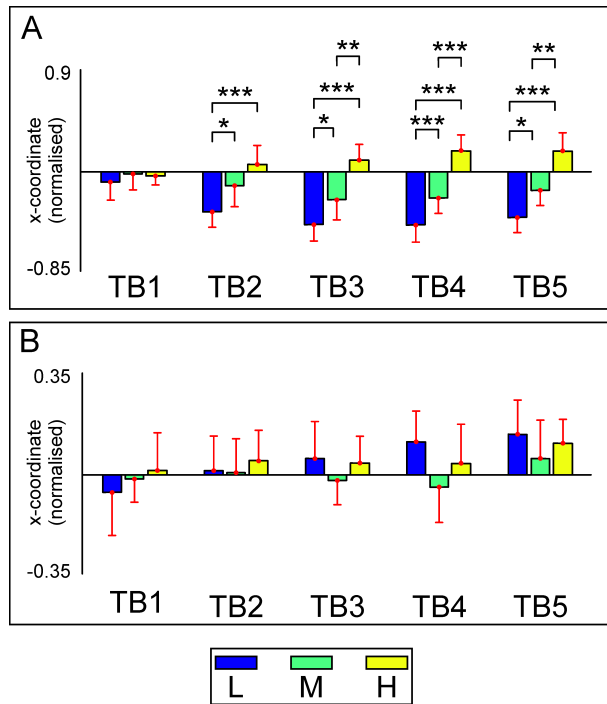 A
** *** **
*** *** *** ***
* * *** *
0.9
x-coordinate
(normalised)
-0.85
TB1 TB2 TB3 TB4 TB5
B
0.35
x-coordinate
(normalised)
-0.35
TB1 TB2 TB3 TB4 TB5
L M H